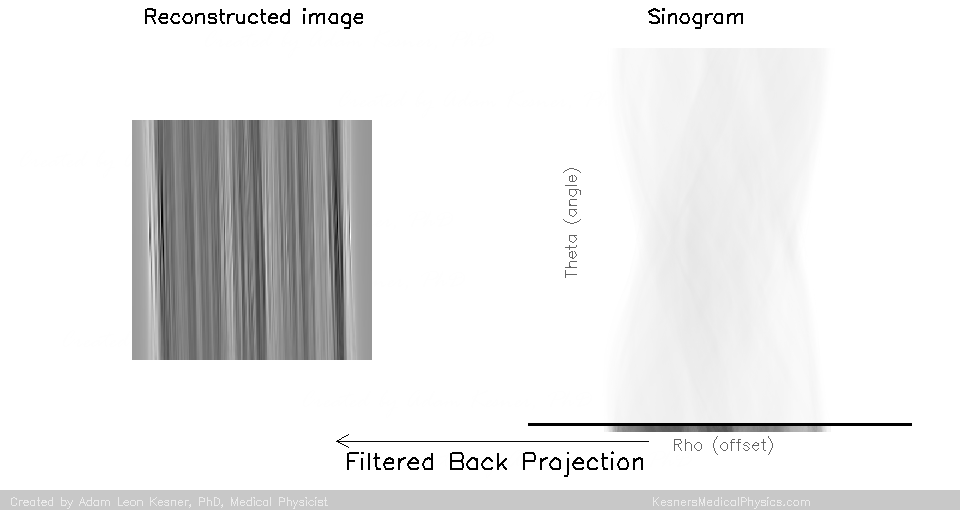 Reconstructed image
Sinogram
Theta (angle)
Rho (offset)
Filtered Back Projection
Created by Adam Leon Kesner, PhD, Medical Physicist
KesnersMedicalPhysics.com